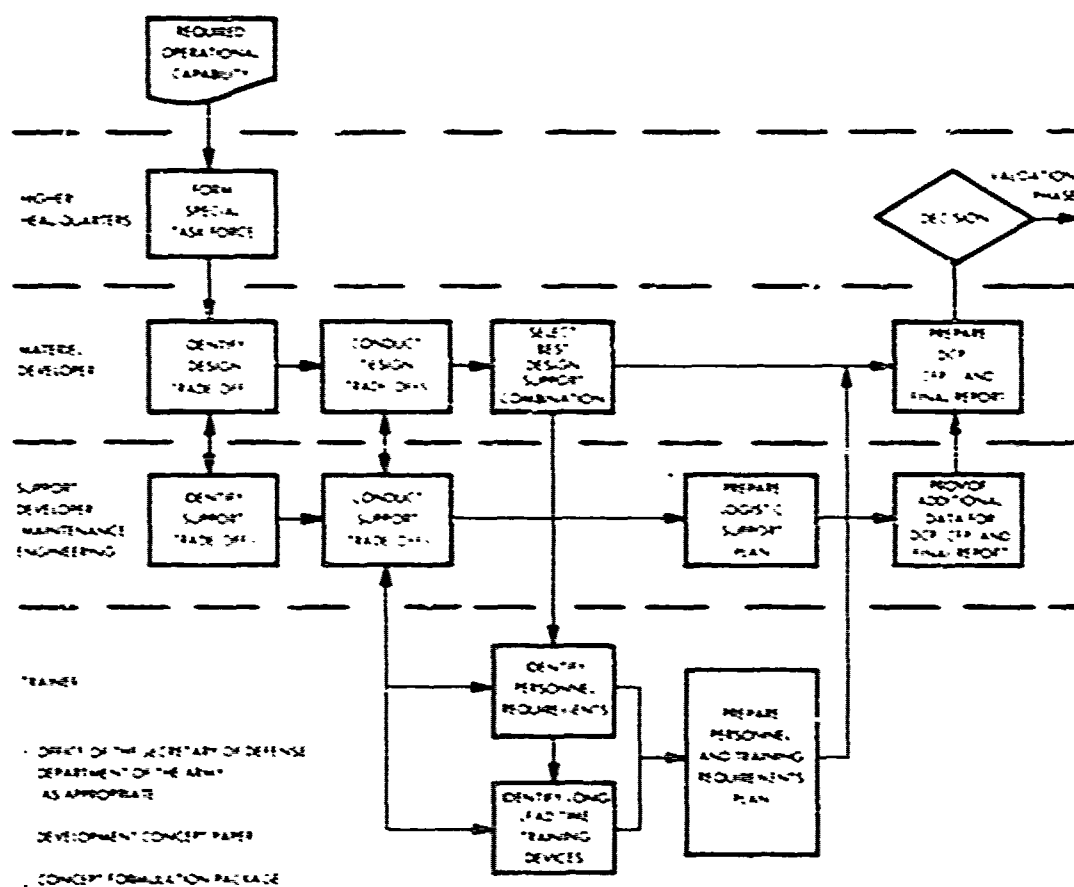 REQUIRED
OPERATIONAL
CAPABILITY
HIGHER
HEADQUARTERS
FORM
SPECIAL
TASK FORCE
VALIDATION
PHASE
DECISION
MATERIEL
DEVELOPER
IDENTIFY
DESIGN
TRADE OFF
CONDUCT
DESIGN
TRADE OFFS
SELECT
BEST
DESIGN
SUPPORT
COMBINATION
PREPARE
DCP
CFP AND
FINAL REPORT
SUPPORT
DEVELOPER
MAINTENANCE
ENGINEERING
IDENTIFY
SUPPORT
TRADE OFFS
CONDUCT
SUPPORT
TRADE OFFS
PREPARE
LOGISTIC
SUPPORT
PLAN
PROVIDE
ADDITIONAL
DATA FOR
DCP, CFP, AND
FINAL REPORT
TRAINER
IDENTIFY
PERSONNEL
REQUIREMENTS
IDENTIFY LONG
LEAD TIME
TRAINING
DEVICES
PREPARE
PERSONNEL
AND TRAINING
REQUIREMENTS
PLAN
OFFICE OF THE SECRETARY OF DEFENSE
DEPARTMENT OF THE ARMY
AS APPROPRIATE
DEVELOPMENT CONCEPT PAPER
CONCEPT FORMULATION PACKAGE